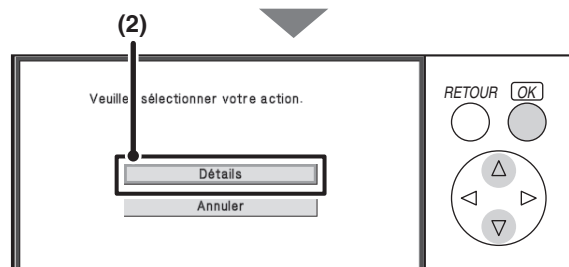 (2)
Veuillez sélectionner votre action.
RETOUR OK
Détails
Annuler